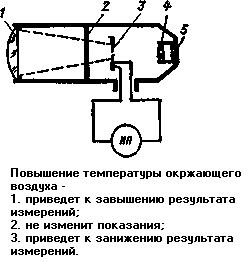 1
2
3
4
5
ИП
Повышение температуры окржающего
воздуха -
1. приведет к завышению результата
измерений;
2. не изменит показания;
3. приведет к занижению результата
измерений.